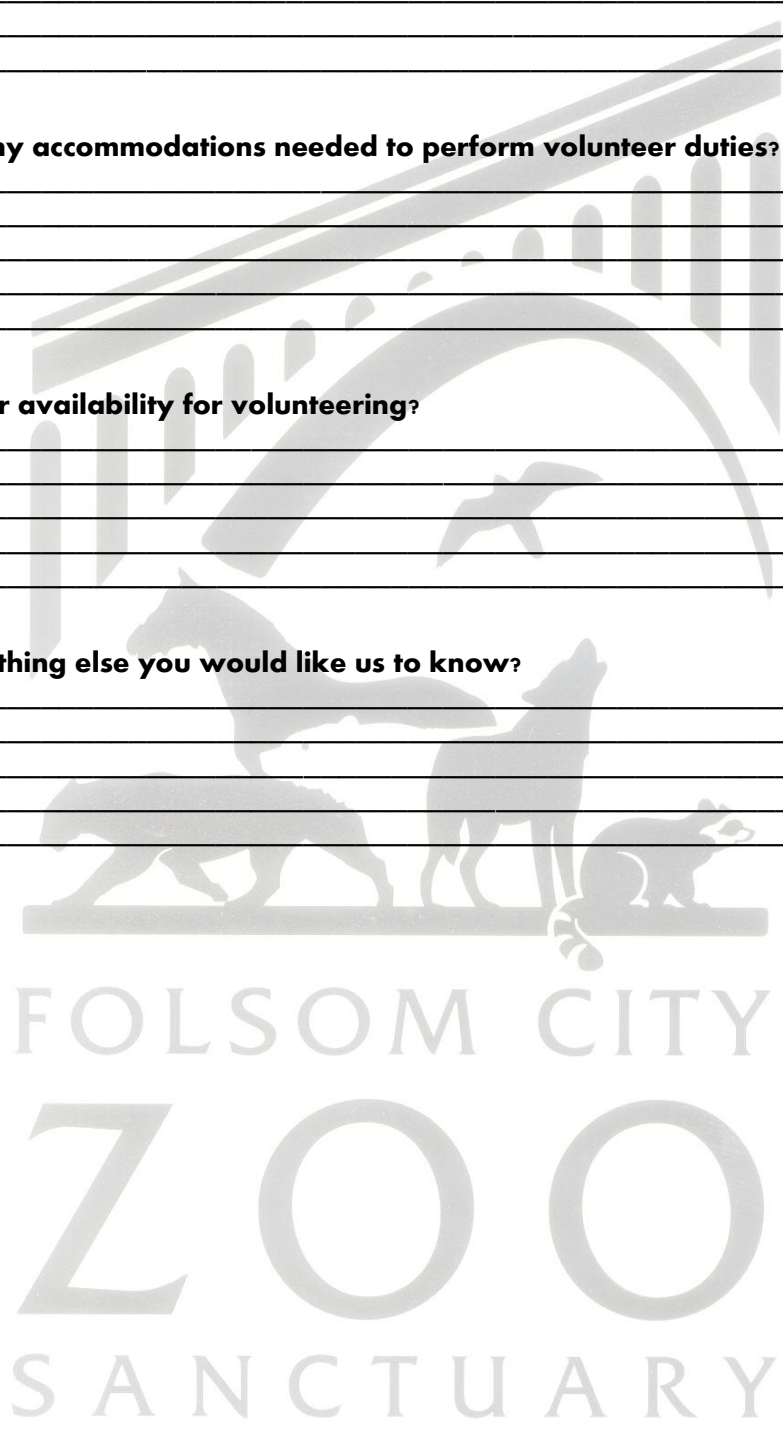 ny accommodations needed to perform volunteer duties?
r availability for volunteering?
thing else you would like us to know?
FOLSOM CITY
ZOO
SANCTUARY